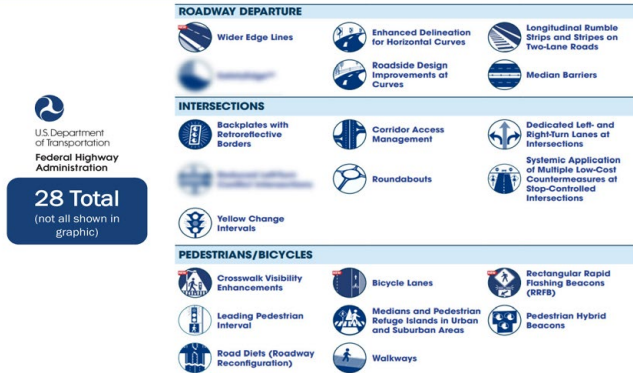 U.S. Department
of Transportation
Federal Highway
Administration
28 Total
(not all shown in
graphic)
ROADWAY DEPARTURE
Wider Edge Lines
Enhanced Delineation
for Horizontal Curves
Longitudinal Rumble
Strips and Stripes on
Two-Lane Roads
Roadside Design
Improvements at
Curves
Median Barriers
INTERSECTIONS
Backplates with
Retroreflective
Borders
Corridor Access
Management
Dedicated Left- and
Right-Turn Lanes at
Intersections
Roundabouts
Systemic Application
of Multiple Low-Cost
Countermeasures at
Stop-Controlled
Intersections
Yellow Change
Intervals
PEDESTRIANS/BICYCLES
Crosswalk Visibility
Enhancements
Bicycle Lanes
Rectangular Rapid
Flashing Beacons
(RRFB)
Leading Pedestrian
Interval
Medians and Pedestrian
Refuge Islands in Urban
and Suburban Areas
Pedestrian Hybrid
Beacons
Road Diets (Roadway
Reconfiguration)
Walkways